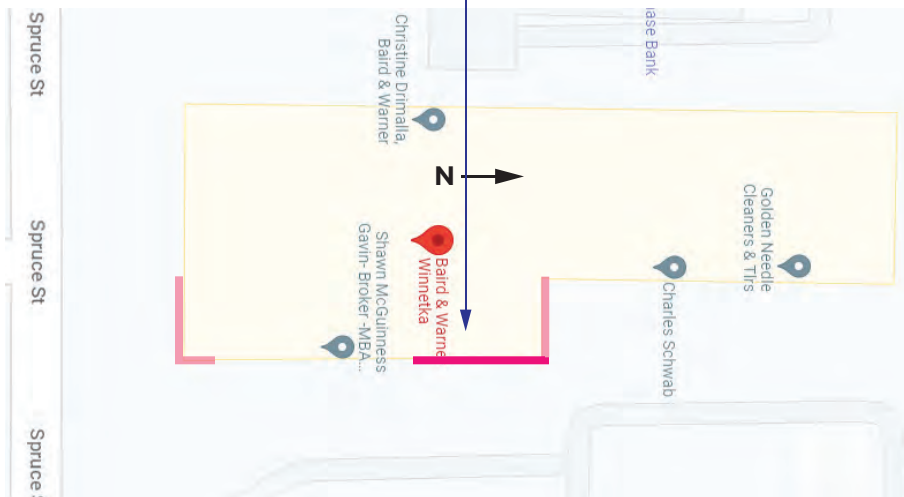 Spruce St
Christine Drimalla,
Baird & Warner
ase Bank
N
Golden Needle
Cleaners & Tlrs
Spruce St
Shawn McGuinness
Gavin- Broker -MBA...
Baird & Warne
Winnetka
Charles Schwab
Spruce S